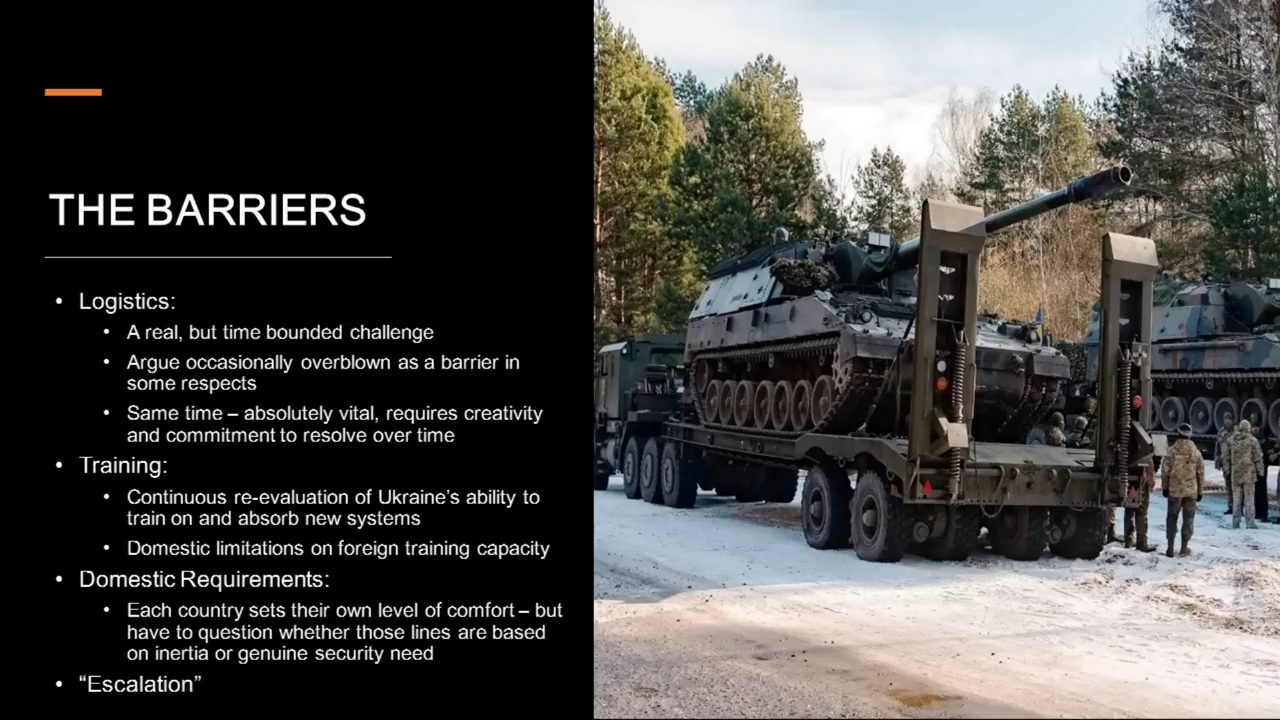 THE BARRIERS
• Logistics:
• A real, but time bounded challenge
• Argue occasionally overblown as a barrier in
some respects
• Same time – absolutely vital, requires creativity
and commitment to resolve over time
• Training:
• Continuous re-evaluation of Ukraine's ability to
train on and absorb new systems
• Domestic limitations on foreign training capacity
• Domestic Requirements:
• Each country sets their own level of comfort – but
have to question whether those lines are based
on inertia or genuine security need
• “Escalation”